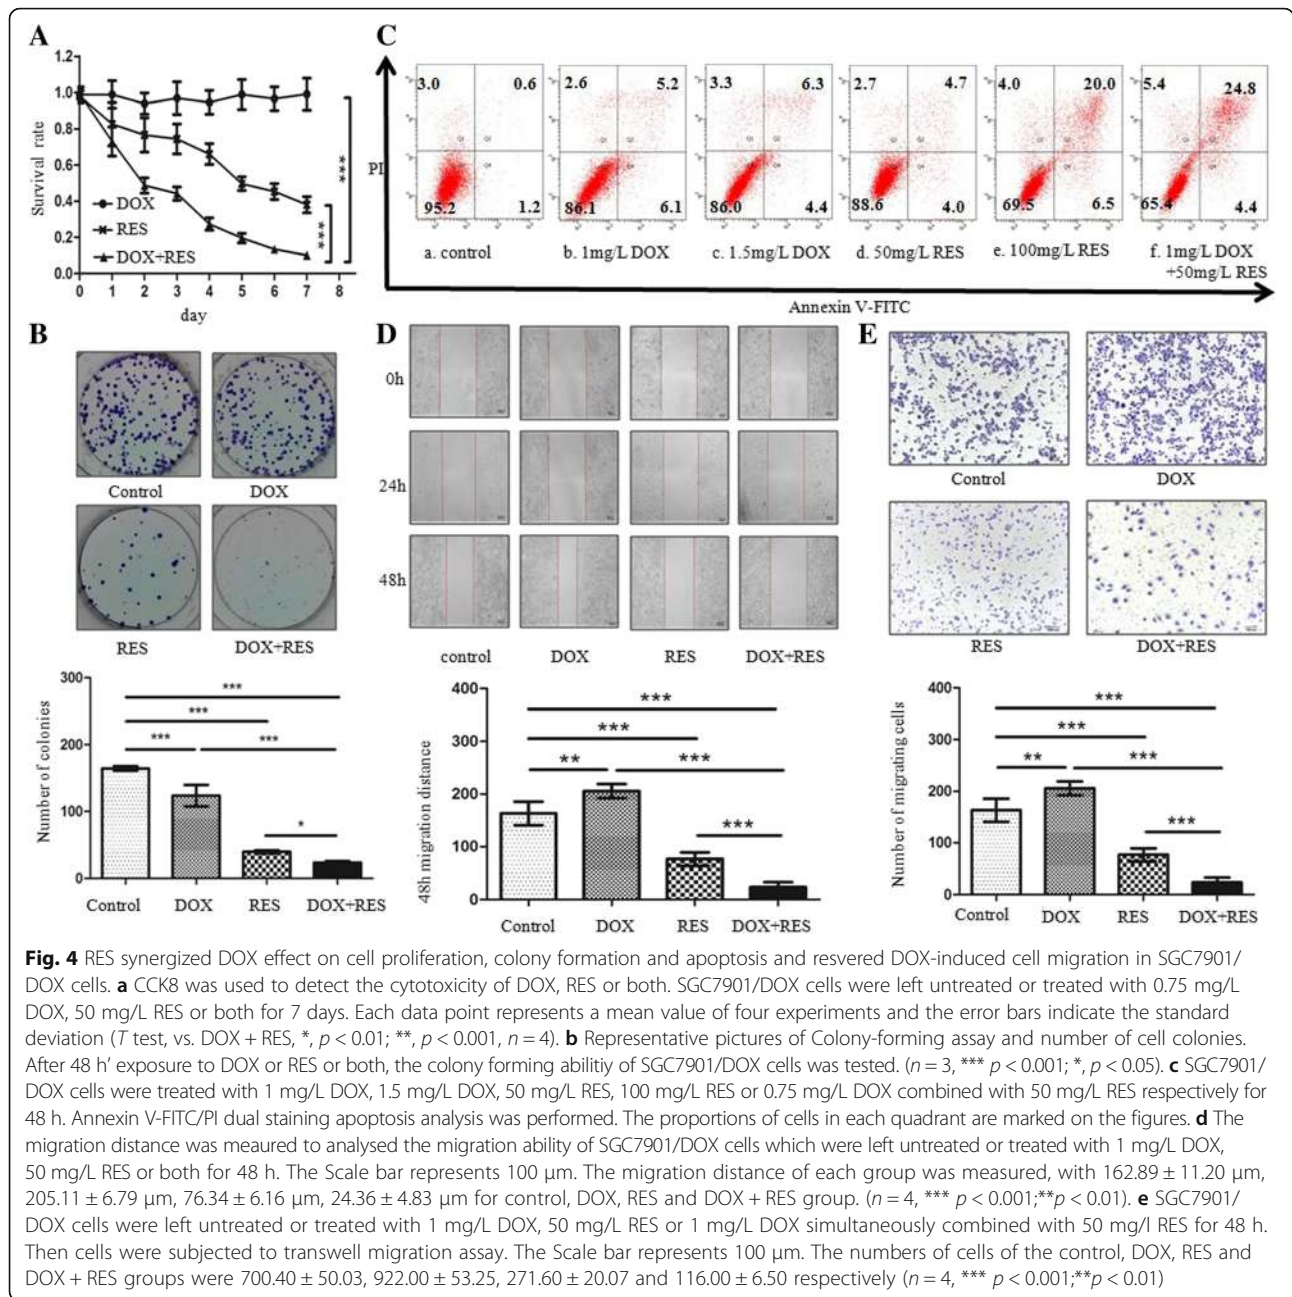 A
1.2
1.0
0.8
0.6
0.4
0.2
0.0
Survival rate
DOX
RES
DOX+RES
***
***
0 1 2 3 4 5 6 7 8
day
C
PI
3.0 0.6
95.2 1.2
2.6 5.2
86.1 6.1
3.3 6.3
86.0 4.4
2.7 4.7
88.6 4.0
4.0 20.0
69.5 6.5
5.4 24.8
65.4 4.4
a. control
b. 1mg/L DOX
c. 1.5mg/L DOX
d. 50mg/L RES
e. 100mg/L RES
f. 1mg/L DOX
+50mg/L RES
Annexin V-FITC
B
Control DOX
RES DOX+RES
300
200
100
0
Number of colonies
***
***
*** ***
*
Control DOX RES DOX+RES
D
0h
24h
48h
control DOX RES DOX+RES
400
300
200
100
0
48h migration distance
***
***
** ***
***
Control DOX RES DOX+RES
E
Control DOX
RES DOX+RES
400
300
200
100
0
Number of migrating cells
***
***
** ***
***
Control DOX RES DOX+RES
Fig. 4 RES synergized DOX effect on cell proliferation, colony formation and apoptosis and resvered DOX-induced cell migration in SGC7901/
DOX cells. a CCK8 was used to detect the cytotoxicity of DOX, RES or both. SGC7901/DOX cells were left untreated or treated with 0.75 mg/L
DOX, 50 mg/L RES or both for 7 days. Each data point represents a mean value of four experiments and the error bars indicate the standard
deviation (T test, vs. DOX + RES, *, p < 0.01; **, p < 0.001, n = 4). b Representative pictures of Colony-forming assay and number of cell colonies.
After 48 h' exposure to DOX or RES or both, the colony forming abilitiy of SGC7901/DOX cells was tested. (n = 3, *** p < 0.001; *, p < 0.05). c SGC7901/
DOX cells were treated with 1 mg/L DOX, 1.5 mg/L DOX, 50 mg/L RES, 100 mg/L RES or 0.75 mg/L DOX combined with 50 mg/L RES respectively for
48 h. Annexin V-FITC/PI dual staining apoptosis analysis was performed. The proportions of cells in each quadrant are marked on the figures. d The
migration distance was meaured to analysed the migration ability of SGC7901/DOX cells which were left untreated or treated with 1 mg/L DOX,
50 mg/L RES or both for 48 h. The Scale bar represents 100 μm. The migration distance of each group was measured, with 162.89 ± 11.20 μm,
205.11 ± 6.79 μm, 76.34 ± 6.16 μm, 24.36 ± 4.83 μm for control, DOX, RES and DOX + RES group. (n = 4, *** p < 0.001;**p < 0.01). e SGC7901/
DOX cells were left untreated or treated with 1 mg/L DOX, 50 mg/L RES or 1 mg/L DOX simultaneously combined with 50 mg/l RES for 48 h.
Then cells were subjected to transwell migration assay. The Scale bar represents 100 μm. The numbers of cells of the control, DOX, RES and
DOX + RES groups were 700.40 ± 50.03, 922.00 ± 53.25, 271.60 ± 20.07 and 116.00 ± 6.50 respectively (n = 4, *** p < 0.001;**p < 0.01)